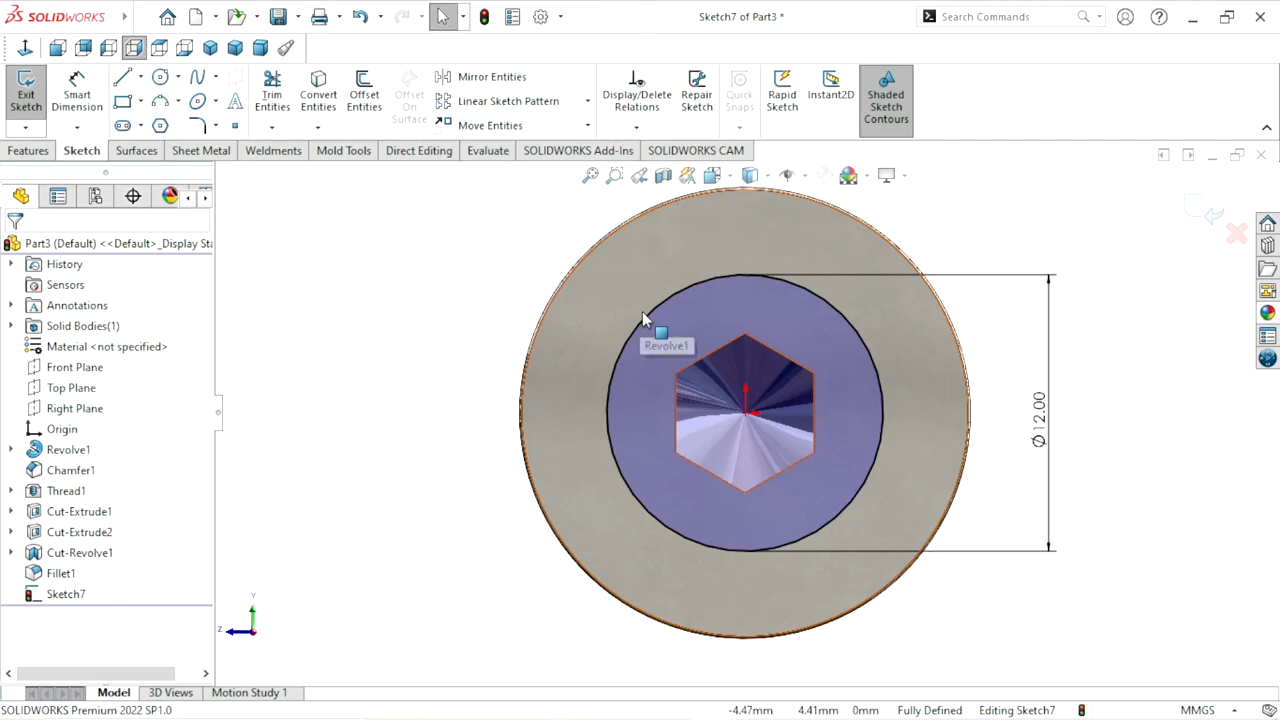 SOLIDWORKS
Sketch7 of Part3 *
Search Commands
Exit Sketch
Smart Dimension
Trim Entities
Convert Entities
Offset Entities
Offset On Surface
Mirror Entities
Linear Sketch Pattern
Move Entities
Display/Delete Relations
Repair Sketch
Quick Snaps
Rapid Sketch
Instant2D
Shaded Sketch Contours
Features
Sketch
Surfaces
Sheet Metal
Weldments
Mold Tools
Direct Editing
Evaluate
SOLIDWORKS Add-Ins
SOLIDWORKS CAM
Part3 (Default) <<Default>_Display Sta
History
Sensors
Annotations
Solid Bodies(1)
Material <not specified>
Front Plane
Top Plane
Right Plane
Origin
Revolve1
Chamfer1
Thread1
Cut-Extrude1
Cut-Extrude2
Cut-Revolve1
Fillet1
Sketch7
Revolve1
∅12.00
Y
Z
Model
3D Views
Motion Study 1
SOLIDWORKS Premium 2022 SP1.0
-4.47mm
4.41mm
0mm
Fully Defined
Editing Sketch7
MMGS